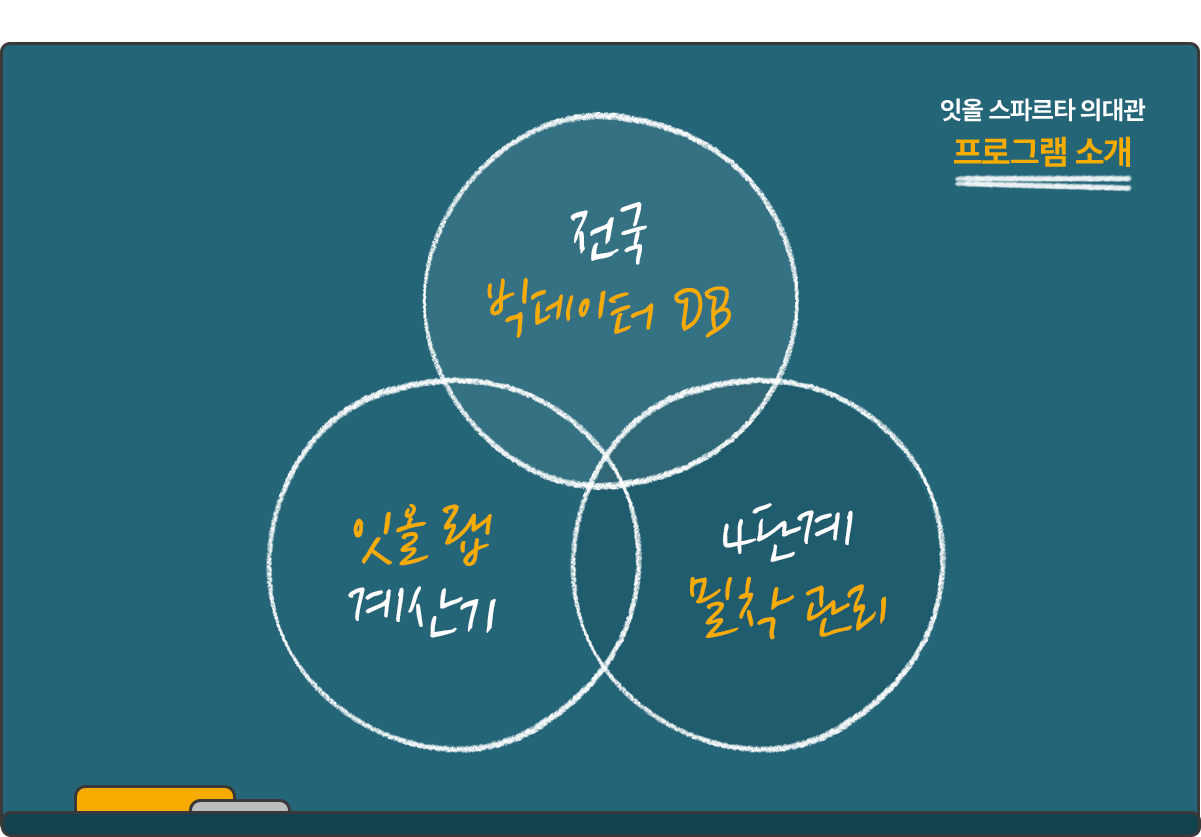 잇올 스파르타 의대관
프로그램 소개
전국
빅데이터 DB
잇올 랩
계산기
4단계
밀착 관리